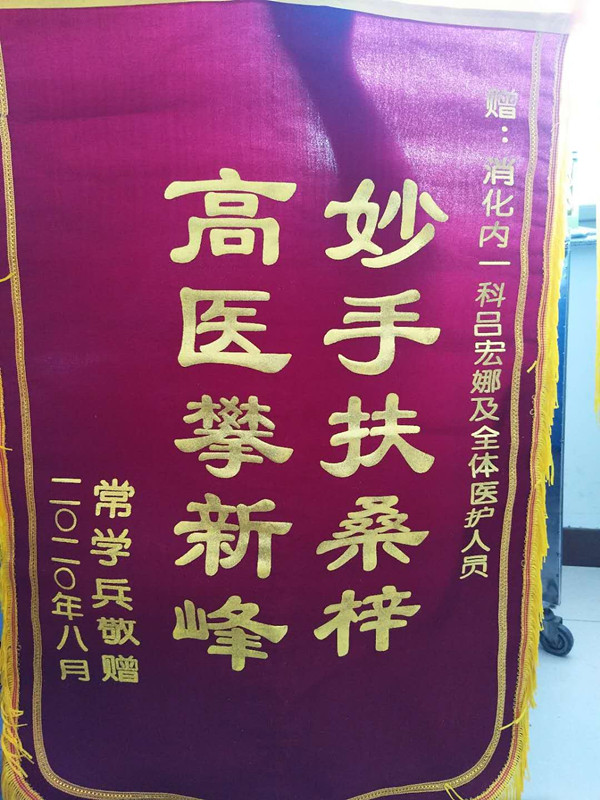 赠：消化内一科吕宏娜及全体医护人员
妙手扶桑梓
高医攀新峰
常学兵敬赠
二〇二〇年八月